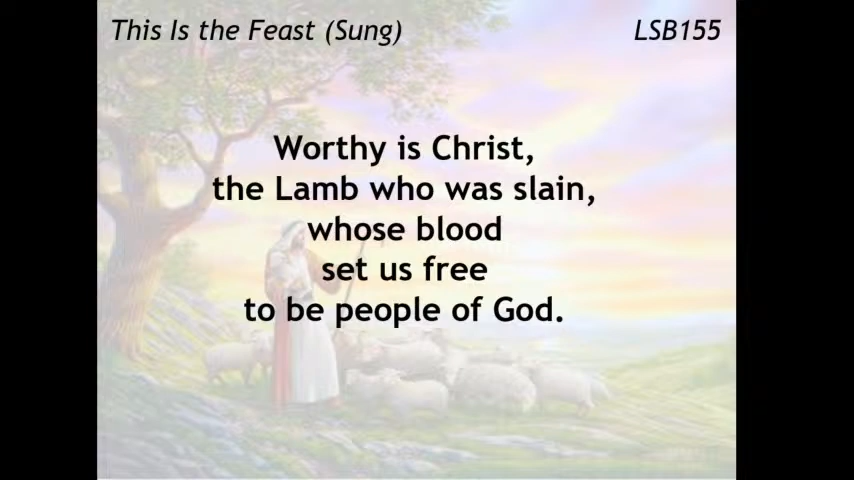 This Is the Feast (Sung) LSB155
Worthy is Christ,
the Lamb who was slain,
whose blood
set us free
to be people of God.